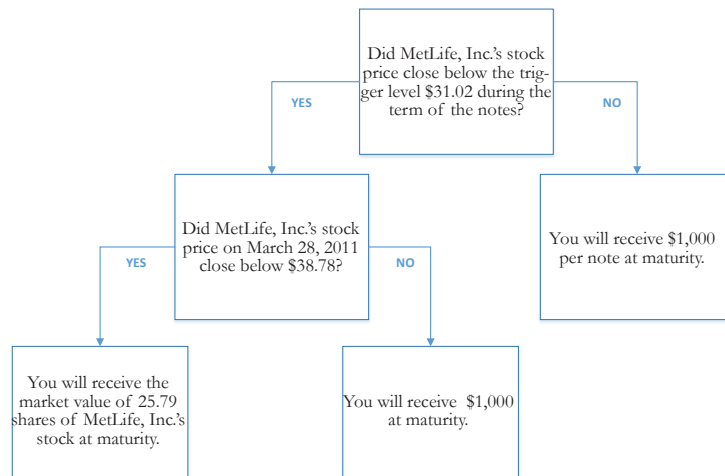 Did MetLife, Inc.'s stock
price close below the trig-
ger level $31.02 during the
term of the notes?
YES
NO
Did MetLife, Inc.'s stock
price on March 28, 2011
close below $38.78?
You will receive $1,000
per note at maturity.
YES
NO
You will receive the
market value of 25.79
shares of MetLife, Inc.'s
stock at maturity.
You will receive $1,000
at maturity.